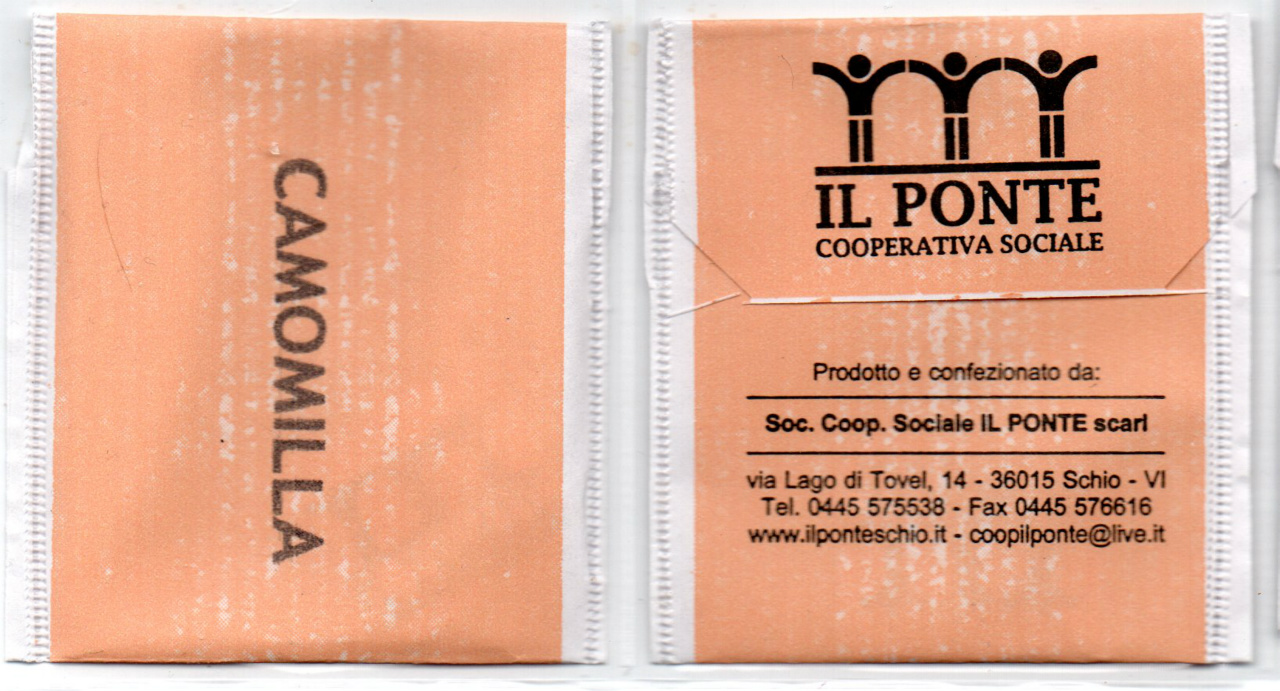 CAMOMILLA
IL PONTE
COOPERATIVA SOCIALE
Prodotto e confezionato da:
Soc. Coop. Sociale IL PONTE scarl
via Lago di Tovel, 14 - 36015 Schio - VI
Tel. 0445 575538 - Fax 0445 576616
www.ilponteschio.it - coopilponte@live.it